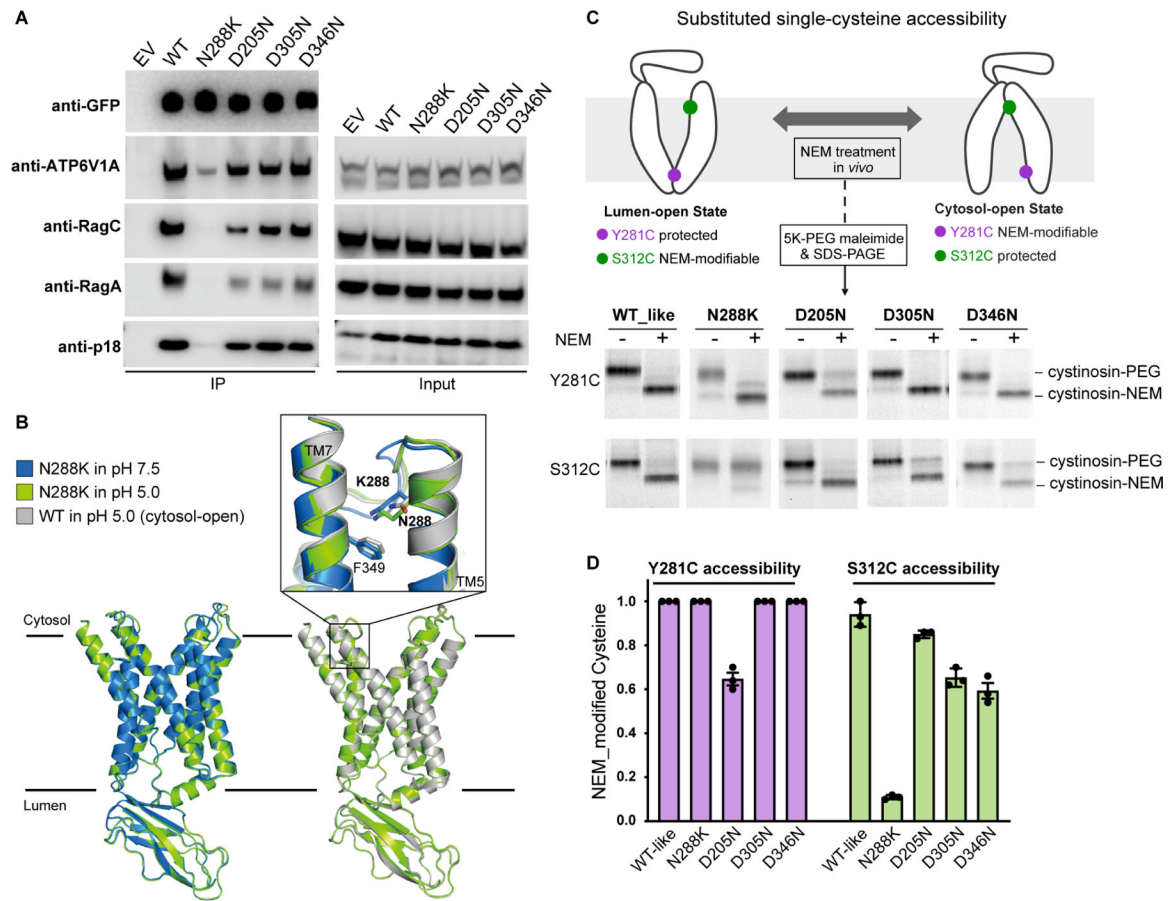 A
EV WT N288K D205N D305N D346N
anti-GFP
anti-ATP6V1A
anti-RagC
anti-RagA
anti-p18
IP
EV WT N288K D205N D305N D346N
Input
B
N288K in pH 7.5
N288K in pH 5.0
WT in pH 5.0 (cytosol-open)
TM7
K288
N288
F349
TM5
Cytosol
Lumen
C Substituted single-cysteine accessibility
NEM treatment
in vivo
Lumen-open State
Y281C protected
S312C NEM-modifiable
5K-PEG maleimide
& SDS-PAGE
Cytosol-open State
Y281C NEM-modifiable
S312C protected
WT_like N288K D205N D305N D346N
NEM - + - + - + - + - +
Y281C
cystinosin-PEG
cystinosin-NEM
S312C
cystinosin-PEG
cystinosin-NEM
D
Y281C accessibility S312C accessibility
NEM_modified Cysteine
1.0
0.8
0.6
0.4
0.2
0.0
WT-like N288K D205N D305N D346N WT-like N288K D205N D305N D346N